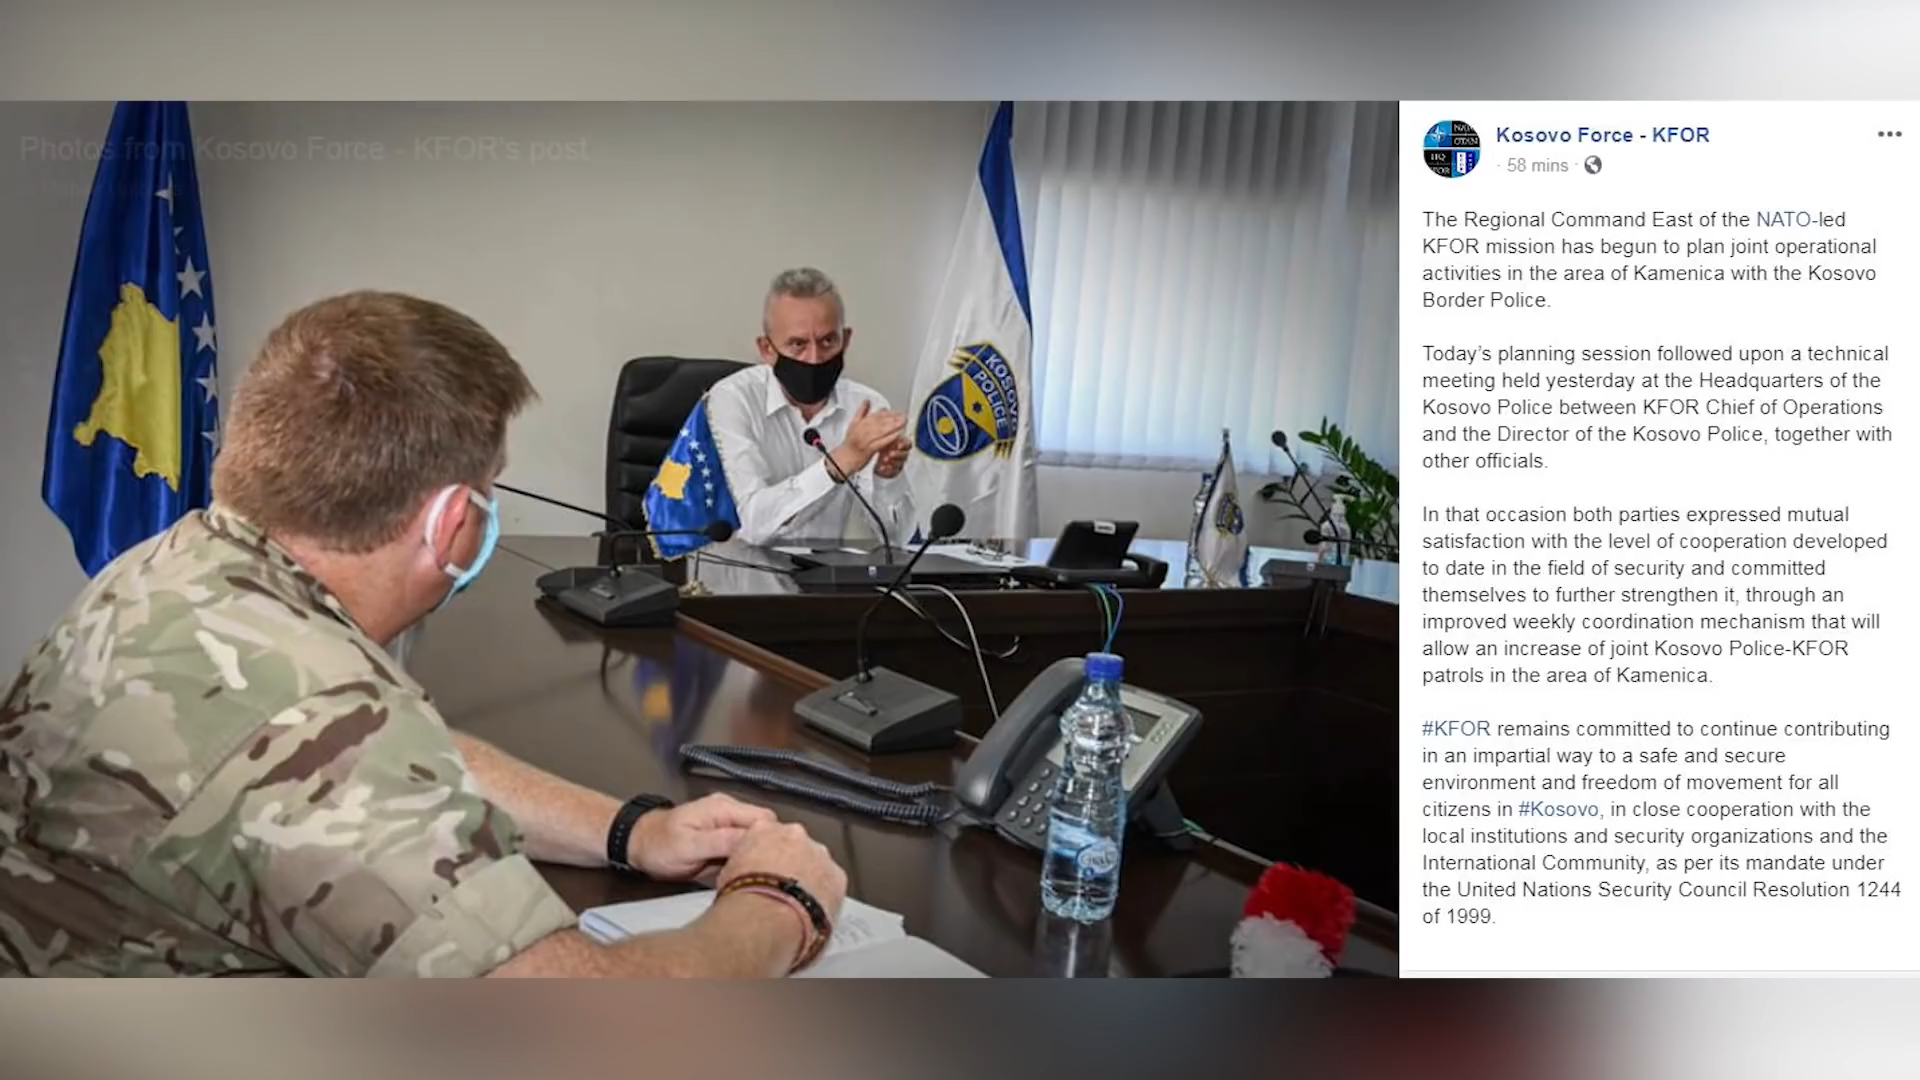 Photos from Kosovo Force - KFOR's post
Kosovo Force - KFOR
· 58 mins ·
The Regional Command East of the NATO-led
KFOR mission has begun to plan joint operational
activities in the area of Kamenica with the Kosovo
Border Police.
Today’s planning session followed upon a technical
meeting held yesterday at the Headquarters of the
Kosovo Police between KFOR Chief of Operations
and the Director of the Kosovo Police, together with
other officials.
In that occasion both parties expressed mutual
satisfaction with the level of cooperation developed
to date in the field of security and committed
themselves to further strengthen it, through an
improved weekly coordination mechanism that will
allow an increase of joint Kosovo Police-KFOR
patrols in the area of Kamenica.
#KFOR remains committed to continue contributing
in an impartial way to a safe and secure
environment and freedom of movement for all
citizens in #Kosovo, in close cooperation with the
local institutions and security organizations and the
International Community, as per its mandate under
the United Nations Security Council Resolution 1244
of 1999.
KOSOVO
POLICE